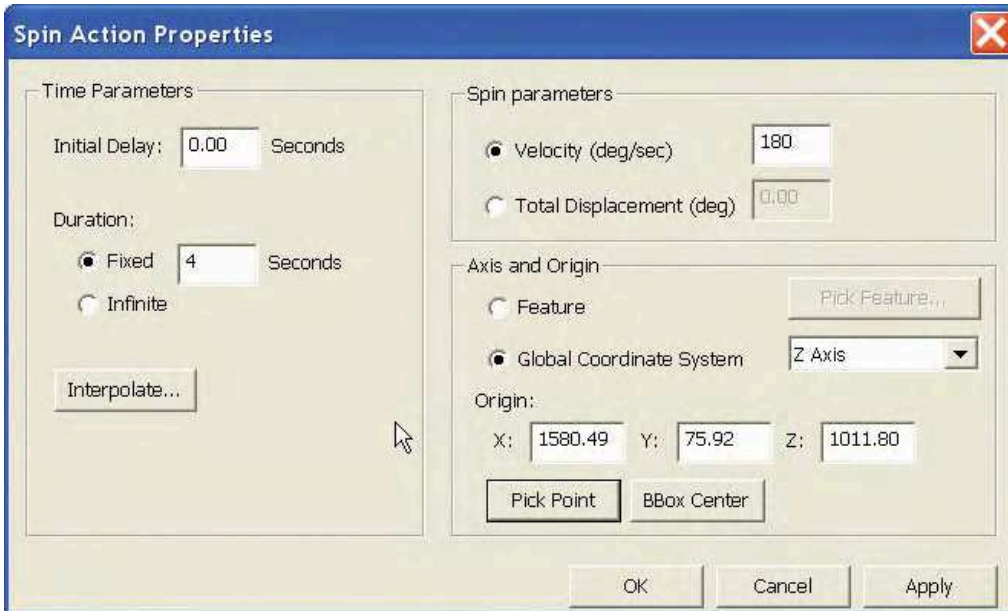 Spin Action Properties
Time Parameters
Initial Delay: 0.00 Seconds
Duration:
Fixed 4 Seconds
Infinite
Interpolate...
Spin parameters
Velocity (deg/sec) 180
Total Displacement (deg) 0.00
Axis and Origin
Feature Pick Feature...
Global Coordinate System Z Axis
Origin:
X: 1580.49 Y: 75.92 Z: 1011.80
Pick Point BBox Center
OK Cancel Apply